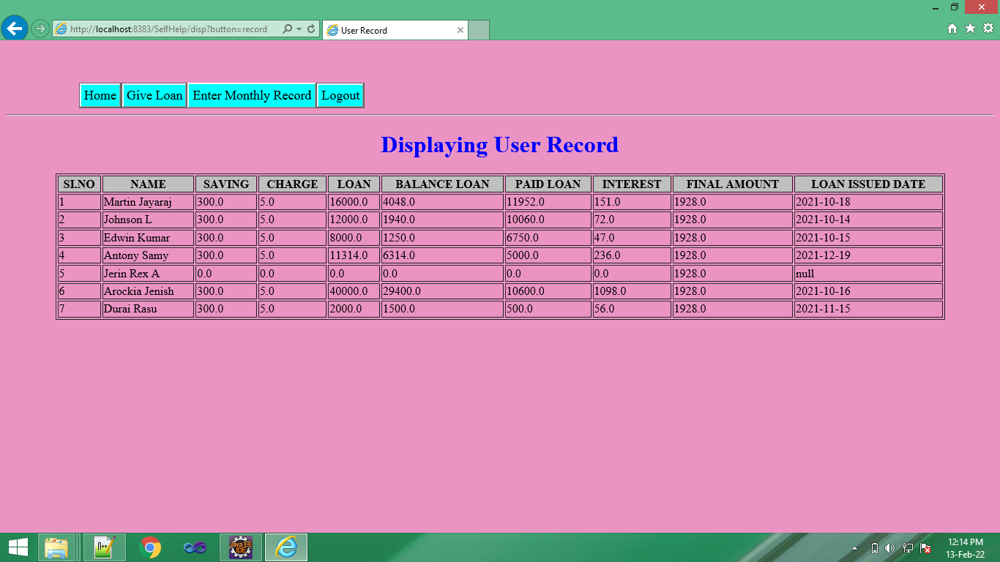 http://localhost:8383/SelfHelp/disp?button=record
User Record
Home Give Loan Enter Monthly Record Logout
Displaying User Record
SI.NO NAME SAVING CHARGE LOAN BALANCE LOAN PAID LOAN INTEREST FINAL AMOUNT LOAN ISSUED DATE
1 Martin Jayaraj 300.0 5.0 16000.0 4048.0 11952.0 151.0 1928.0 2021-10-18
2 Johnson L 300.0 5.0 12000.0 1940.0 10060.0 72.0 1928.0 2021-10-14
3 Edwin Kumar 300.0 5.0 8000.0 1250.0 6750.0 47.0 1928.0 2021-10-15
4 Antony Samy 300.0 5.0 11314.0 6314.0 5000.0 236.0 1928.0 2021-12-19
5 Jerin Rex A 0.0 0.0 0.0 0.0 0.0 0.0 1928.0 null
6 Arockia Jenish 300.0 5.0 40000.0 29400.0 10600.0 1098.0 1928.0 2021-10-16
7 Durai Rasu 300.0 5.0 2000.0 1500.0 500.0 56.0 1928.0 2021-11-15
Java EE
IDE
12:14 PM
13-Feb-22